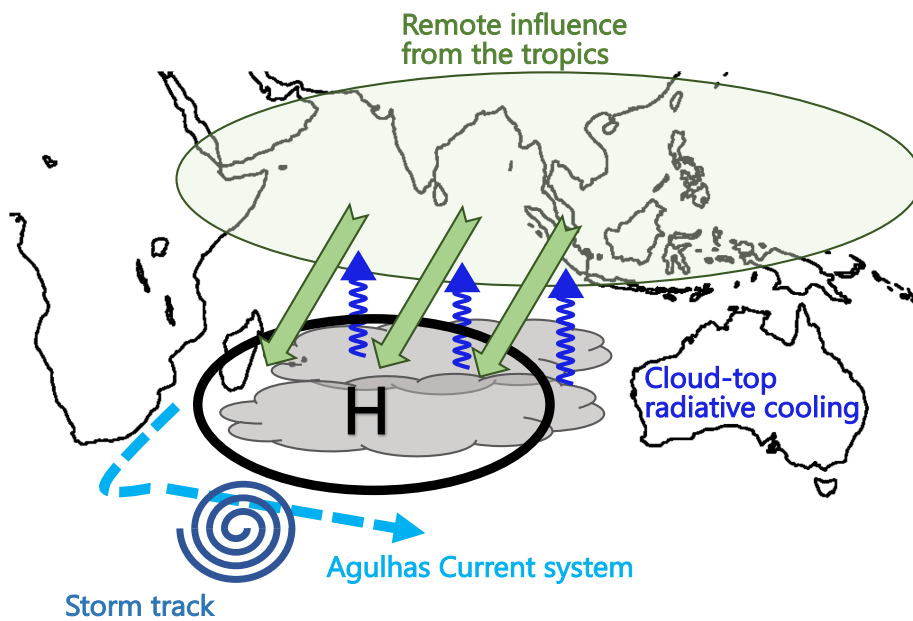 Remote influence
from the tropics
H
Cloud-top
radiative cooling
Agulhas Current system
Storm track